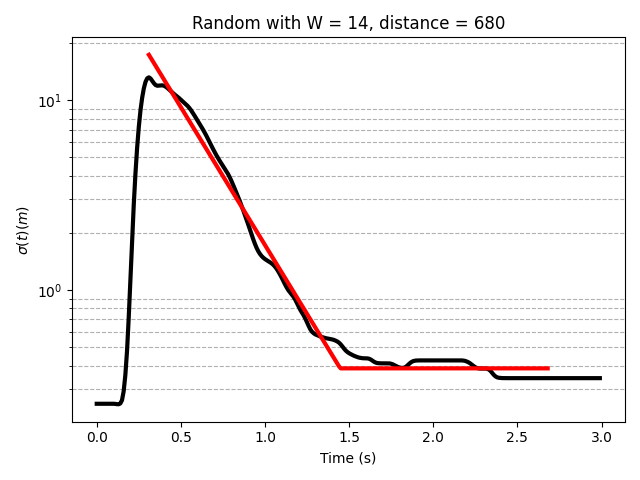 Random with W = 14, distance = 680
10¹
10⁰
σ(t)(m)
0.0 0.5 1.0 1.5 2.0 2.5 3.0
Time (s)